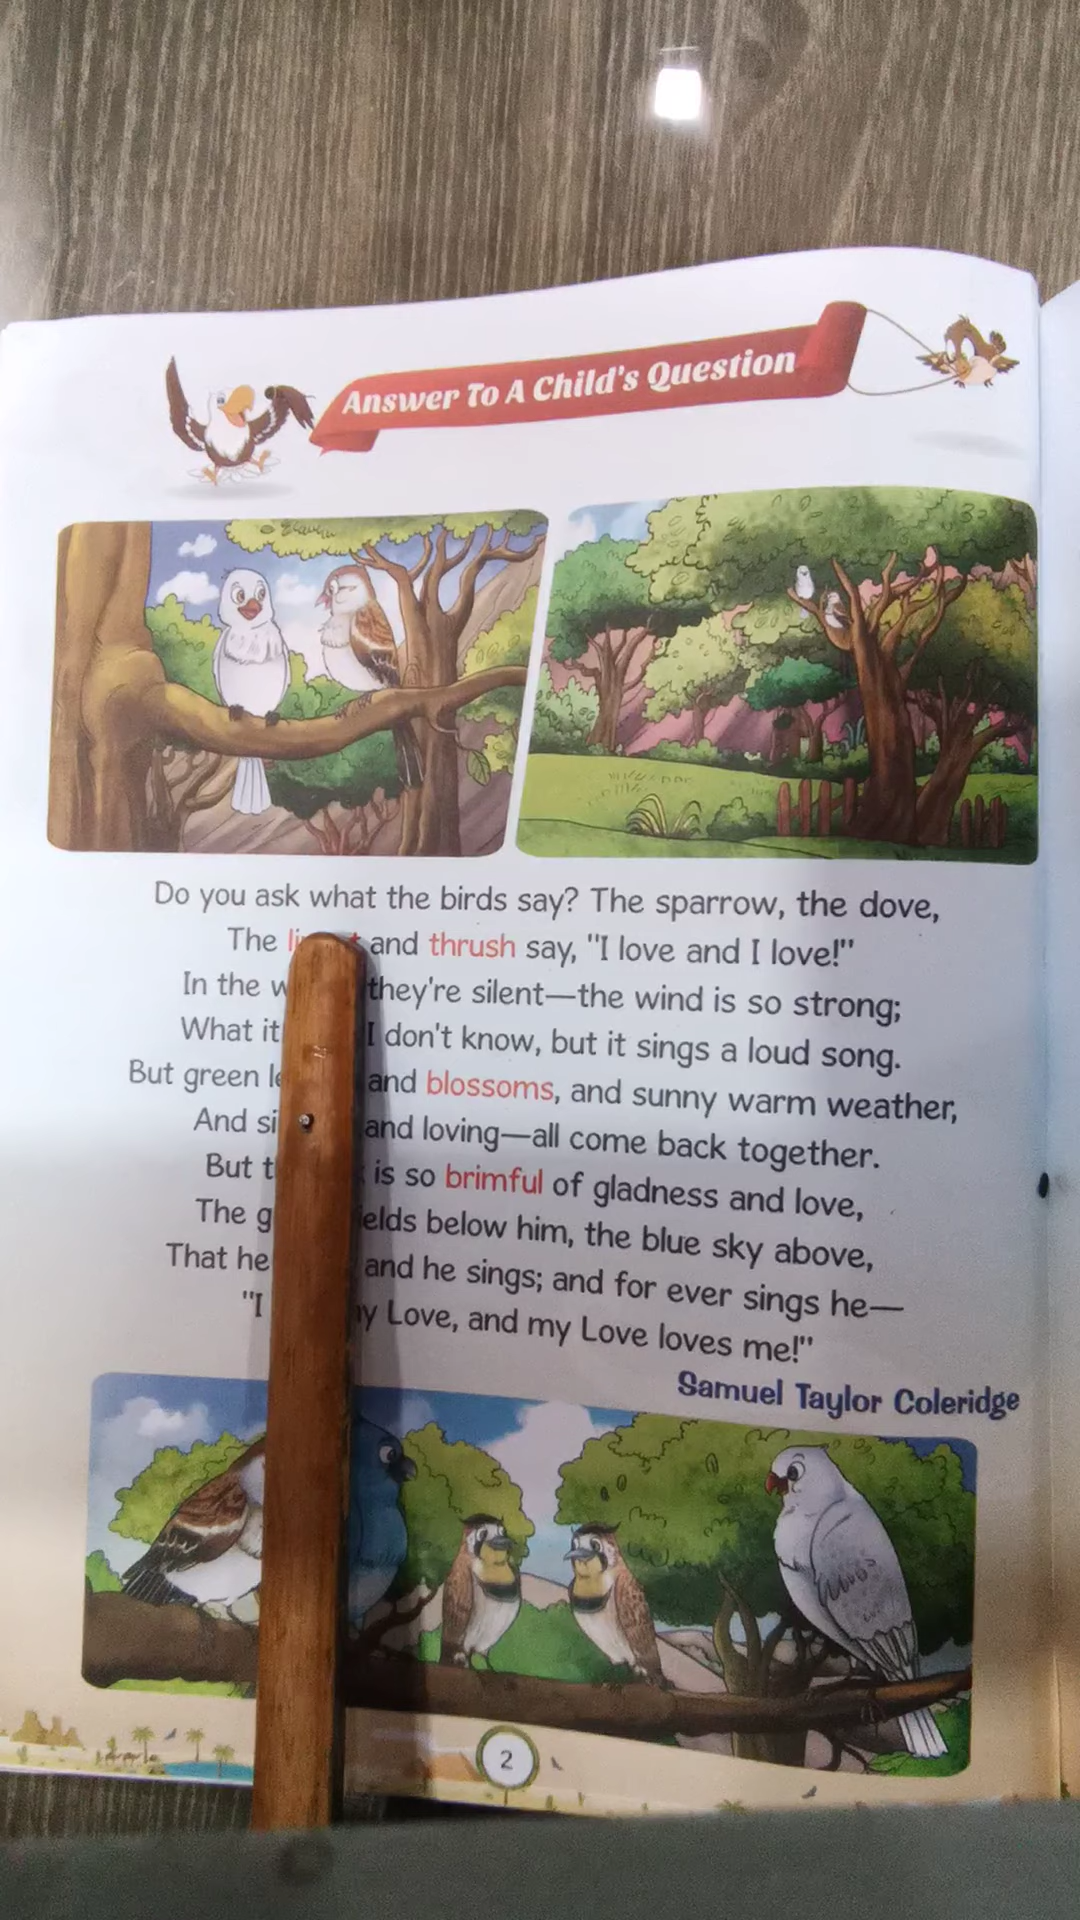 Answer To A Child's Question
Do you ask what the birds say? The sparrow, the dove,
The and thrush say, "I love and I love!"
In the they're silent—the wind is so strong;
What it I don't know, but it sings a loud song.
But green and blossoms, and sunny warm weather,
And and loving—all come back together.
But is so brimful of gladness and love,
The below him, the blue sky above,
That he and he sings; and for ever sings he—
"I Love, and my Love loves me!"
Samuel Taylor Coleridge
2